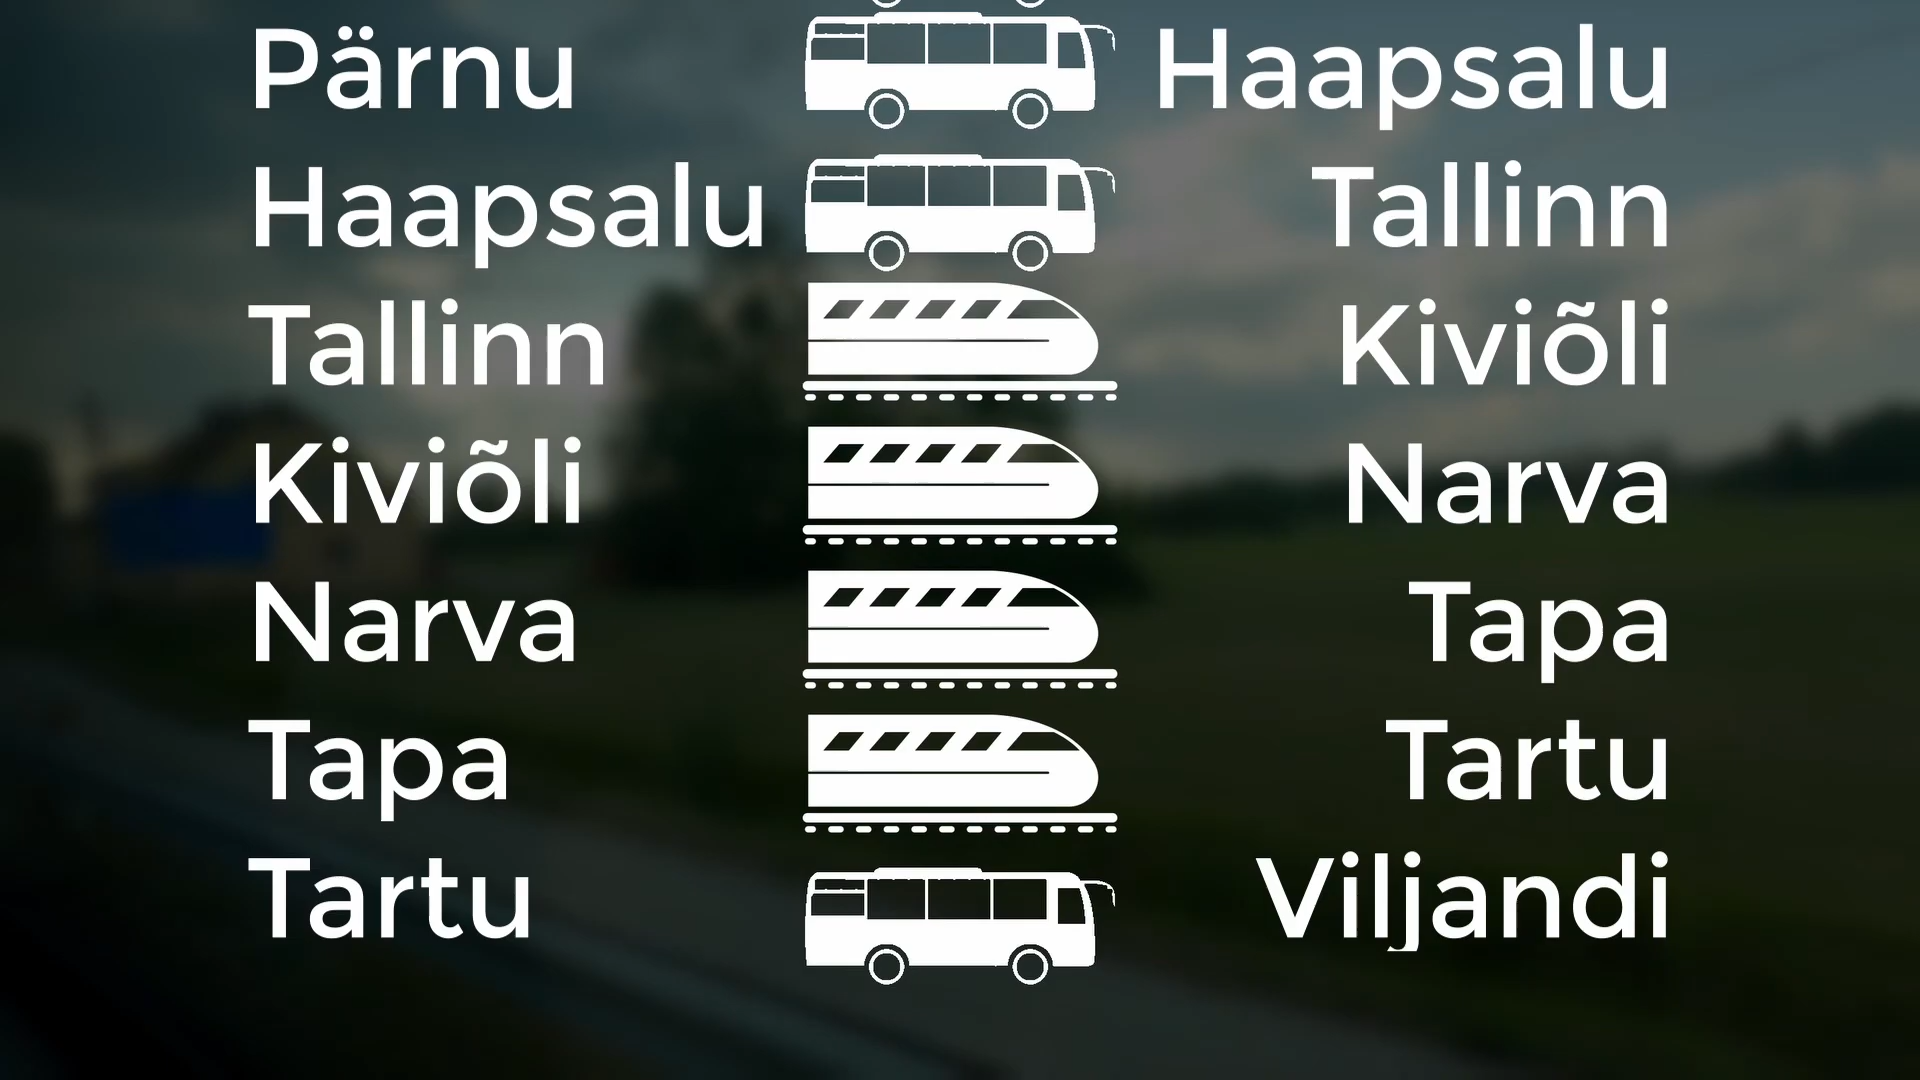 Pärnu Haapsalu
Haapsalu Tallinn
Tallinn Kiviõli
Kiviõli Narva
Narva Tapa
Tapa Tartu
Tartu Viljandi